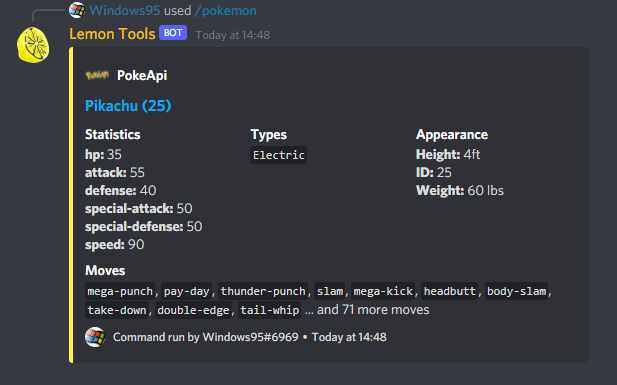 Windows95 used /pokemon
Lemon Tools BOT Today at 14:48
PokeApi
Pikachu (25)
Statistics Types Appearance
hp: 35 Electric Height: 4ft
attack: 55 ID: 25
defense: 40 Weight: 60 lbs
special-attack: 50
special-defense: 50
speed: 90
Moves
mega-punch, pay-day, thunder-punch, slam, mega-kick, headbutt, body-slam,
take-down, double-edge, tail-whip ... and 71 more moves
Command run by Windows95#6969 • Today at 14:48